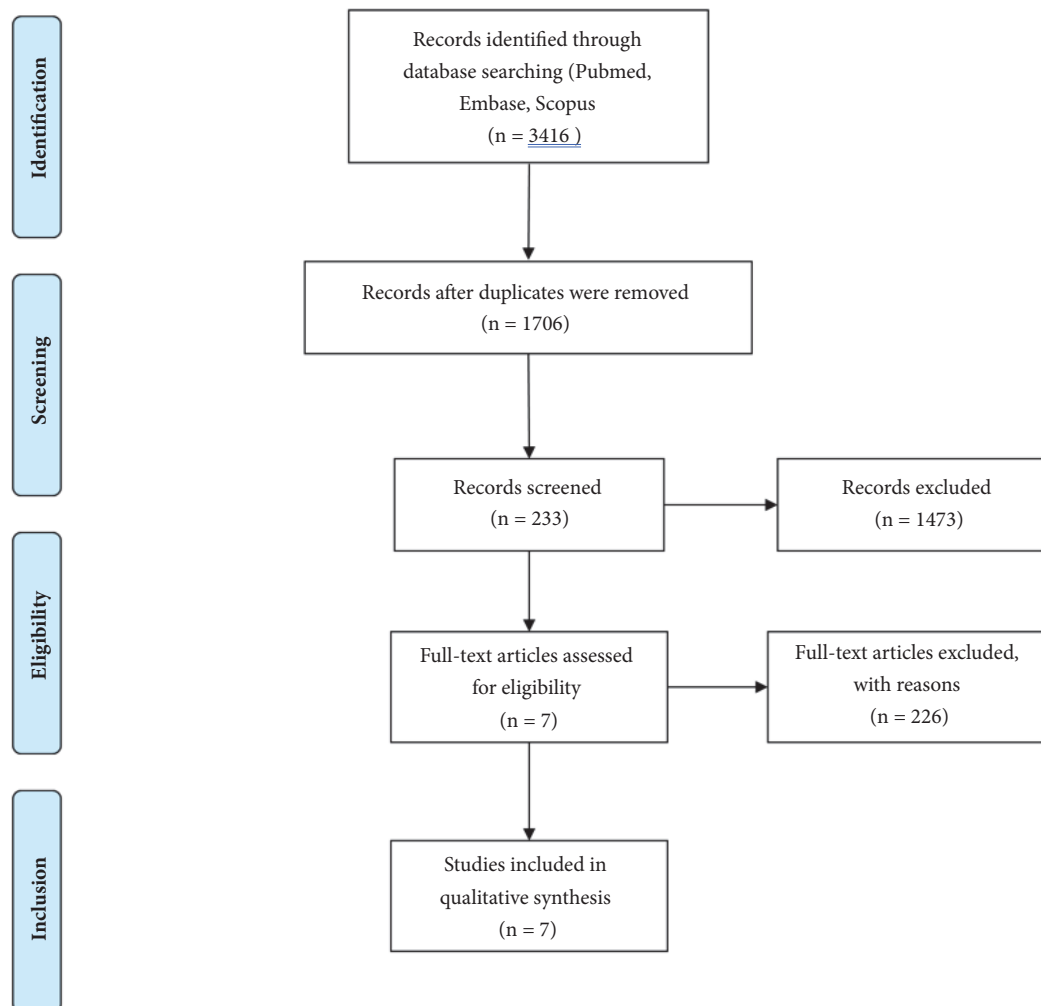 Identification
Records identified through
database searching (Pubmed,
Embase, Scopus
(n = 3416 )
Screening
Records after duplicates were removed
(n = 1706)
Records screened
(n = 233)
Records excluded
(n = 1473)
Eligibility
Full-text articles assessed
for eligibility
(n = 7)
Full-text articles excluded,
with reasons
(n = 226)
Inclusion
Studies included in
qualitative synthesis
(n = 7)